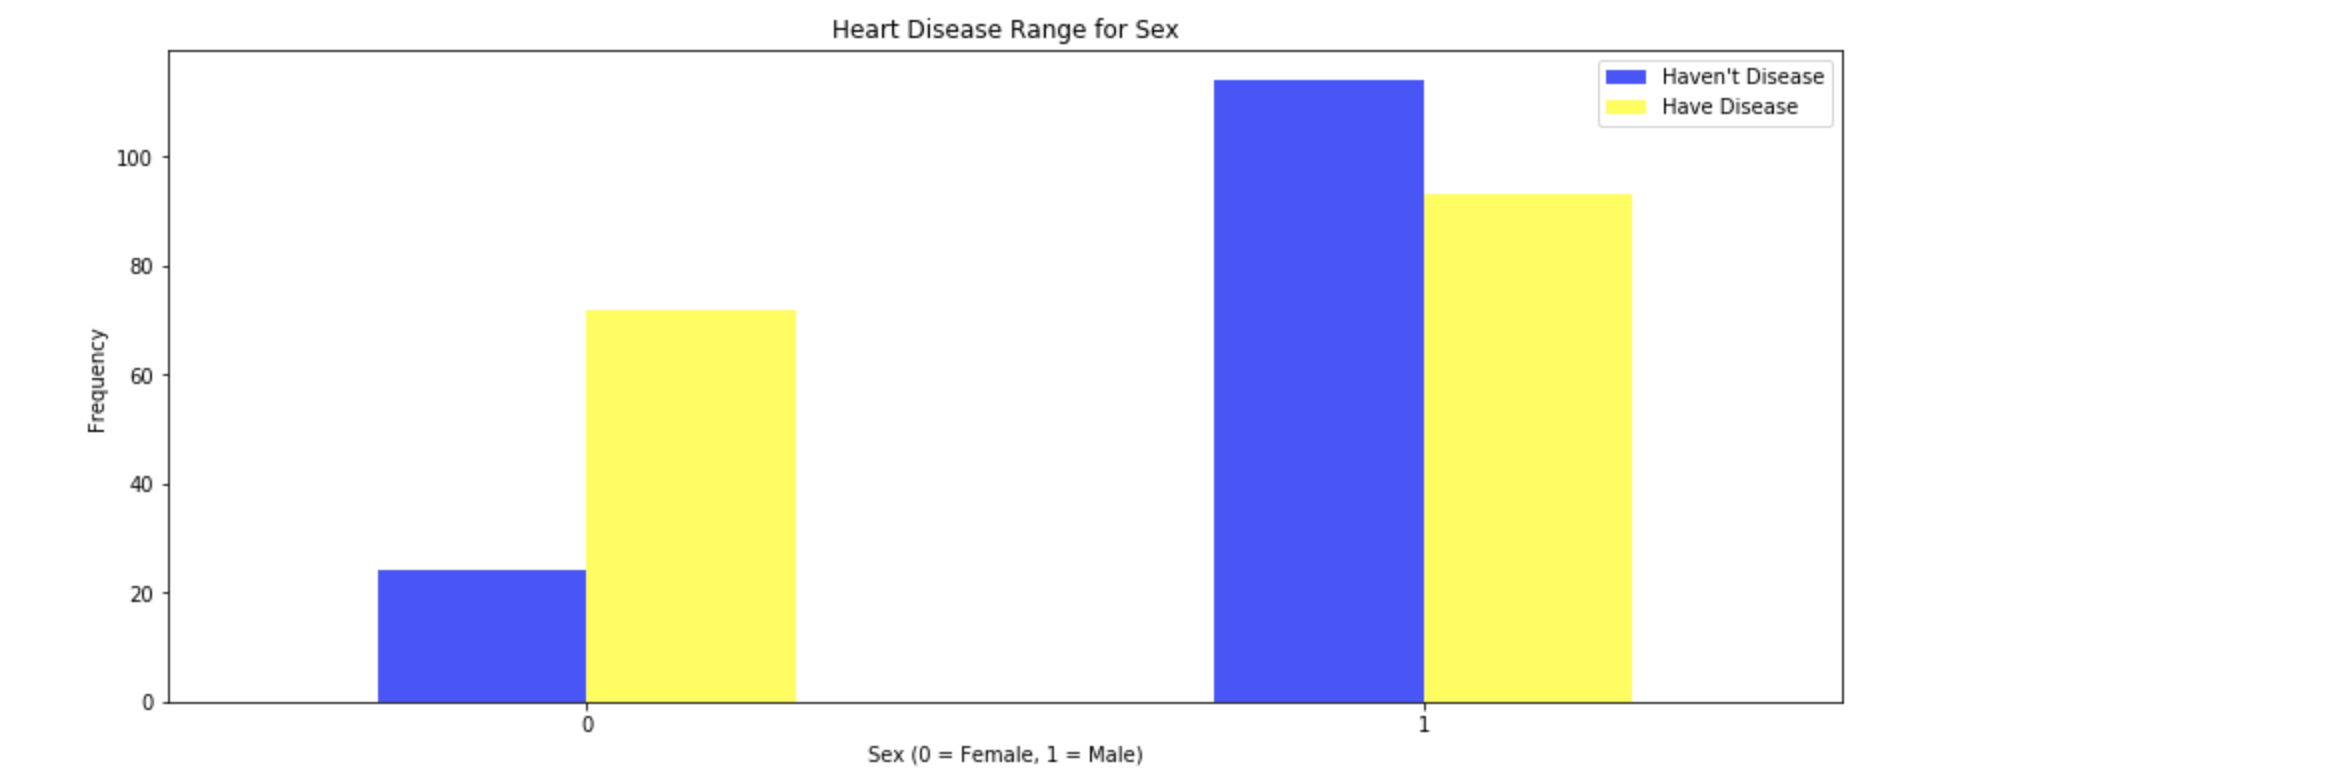 Heart Disease Range for Sex
Haven't Disease
Have Disease
100
80
60
40
20
0
Frequency
0 1
Sex (0 = Female, 1 = Male)